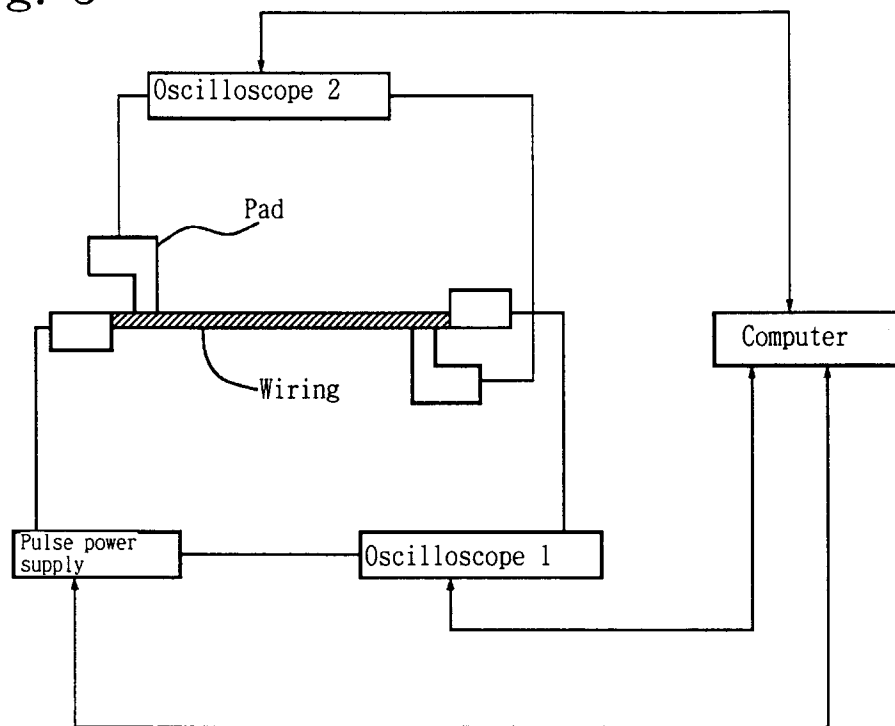 Oscilloscope 2
Pad
Computer
Wiring
Pulse power
supply
Oscilloscope 1